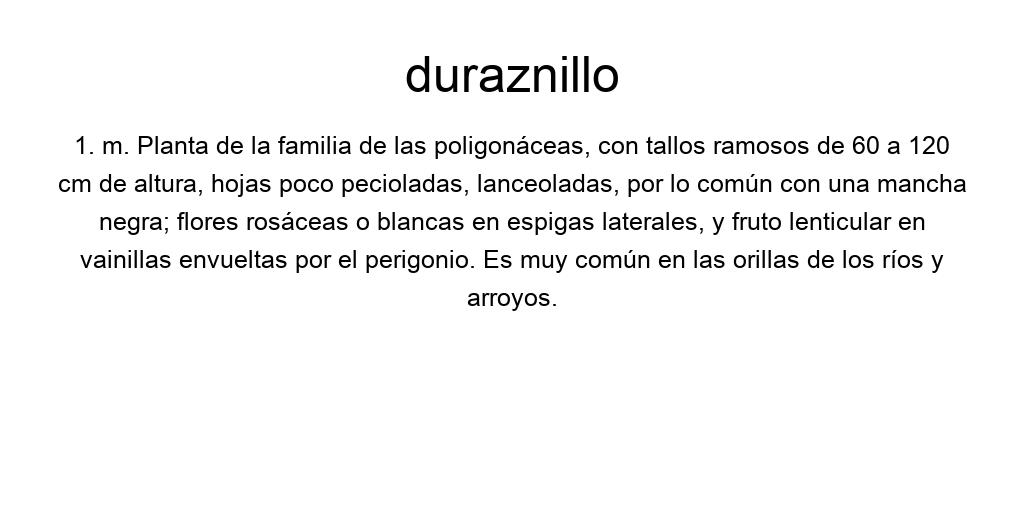 duraznillo
1. m. Planta de la familia de las poligonáceas, con tallos ramosos de 60 a 120
cm de altura, hojas poco pecioladas, lanceoladas, por lo común con una mancha
negra; flores rosáceas o blancas en espigas laterales, y fruto lenticular en
vainillas envueltas por el perigonio. Es muy común en las orillas de los ríos y
arroyos.